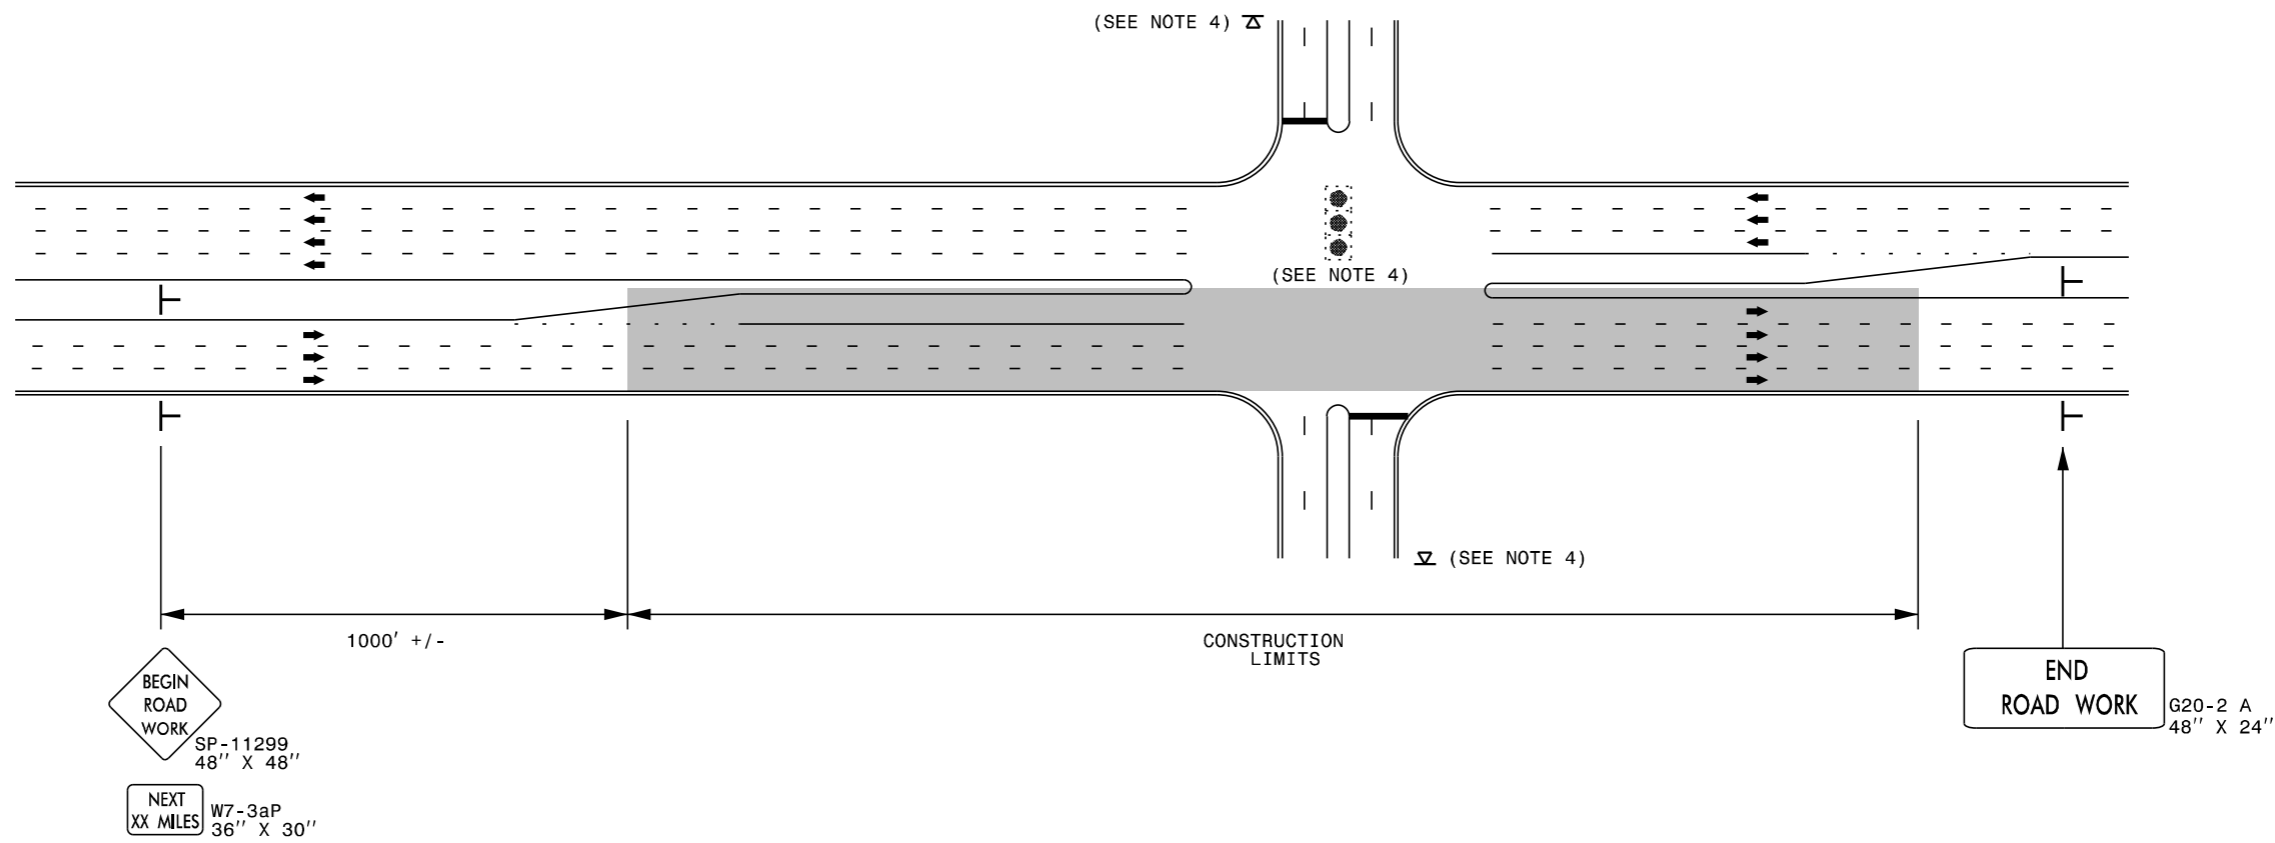 (SEE NOTE 4)
(SEE NOTE 4)
(SEE NOTE 4)
1000' +/-
CONSTRUCTION
LIMITS
BEGIN
ROAD
WORK
SP-11299
48'' X 48''
NEXT
XX MILES
W7-3aP
36'' X 30''
END
ROAD WORK
G20-2 A
48'' X 24''